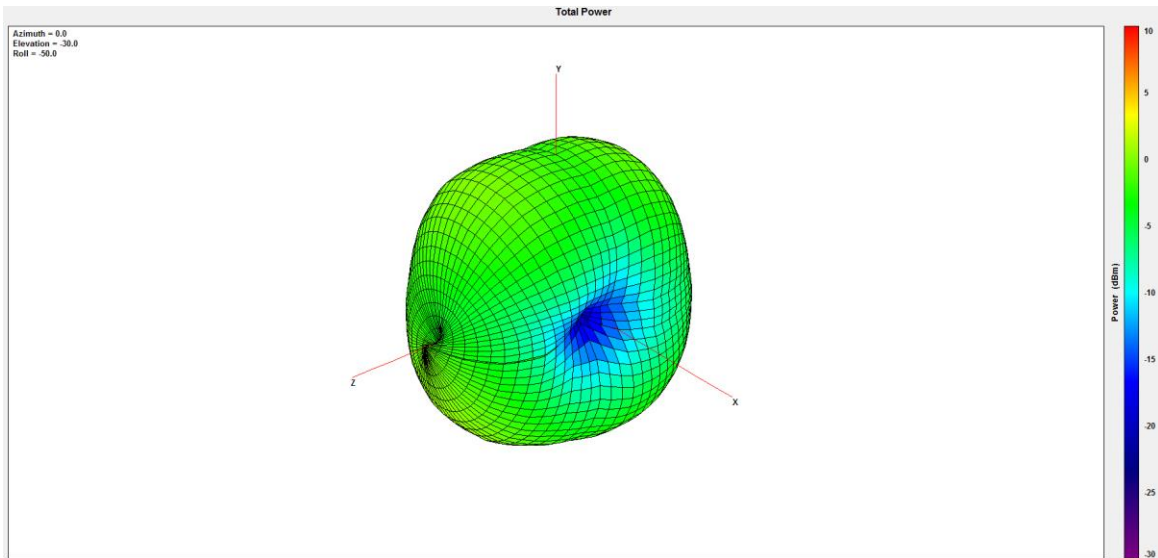 Total Power
Azimuth = 0.0
Elevation = -30.0
Roll = -50.0
Y
Z
X
10
5
0
-5
-10
-15
-20
-25
-30
Power (dBm)